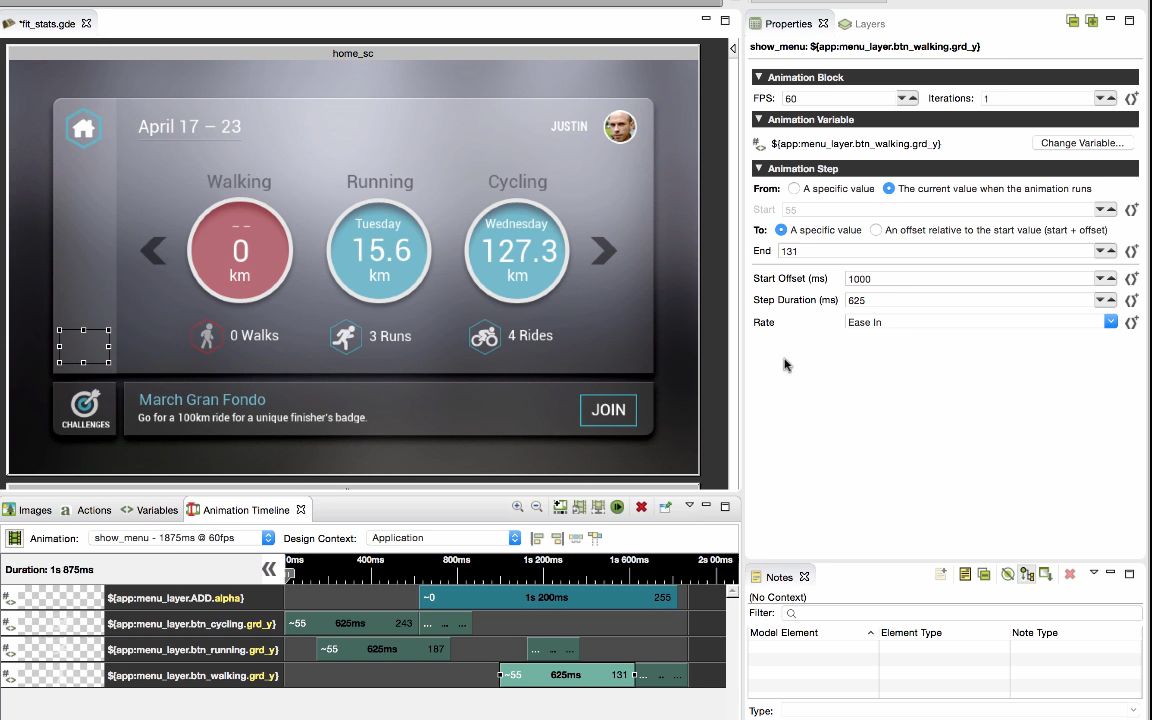 *fit_stats.gde
home_sc
April 17 – 23
JUSTIN
Walking
Running
Cycling
– –
0
km
Tuesday
15.6
km
Wednesday
127.3
km
0 Walks
3 Runs
4 Rides
CHALLENGES
March Gran Fondo
Go for a 100km ride for a unique finisher's badge.
JOIN
Properties
Layers
show_menu: ${app:menu_layer.btn_walking.grd_y}
Animation Block
FPS: 60 Iterations: 1
Animation Variable
${app:menu_layer.btn_walking.grd_y} Change Variable...
Animation Step
From: A specific value The current value when the animation runs
Start 55
To: A specific value An offset relative to the start value (start + offset)
End 131
Start Offset (ms) 1000
Step Duration (ms) 625
Rate Ease In
Images Actions Variables Animation Timeline
Animation: show_menu - 1875ms @ 60fps Design Context: Application
Duration: 1s 875ms
0ms 400ms 800ms 1s 200ms 1s 600ms 2s 00ms
${app:menu_layer.ADD.alpha} ~0 1s 200ms 255
${app:menu_layer.btn_cycling.grd_y} ~55 625ms 243 ... ... ...
${app:menu_layer.btn_running.grd_y} ~55 625ms 187 ... .. ...
${app:menu_layer.btn_walking.grd_y} ~55 625ms 131 ... .. ...
Notes
(No Context)
Filter:
Model Element Element Type Note Type
Type: